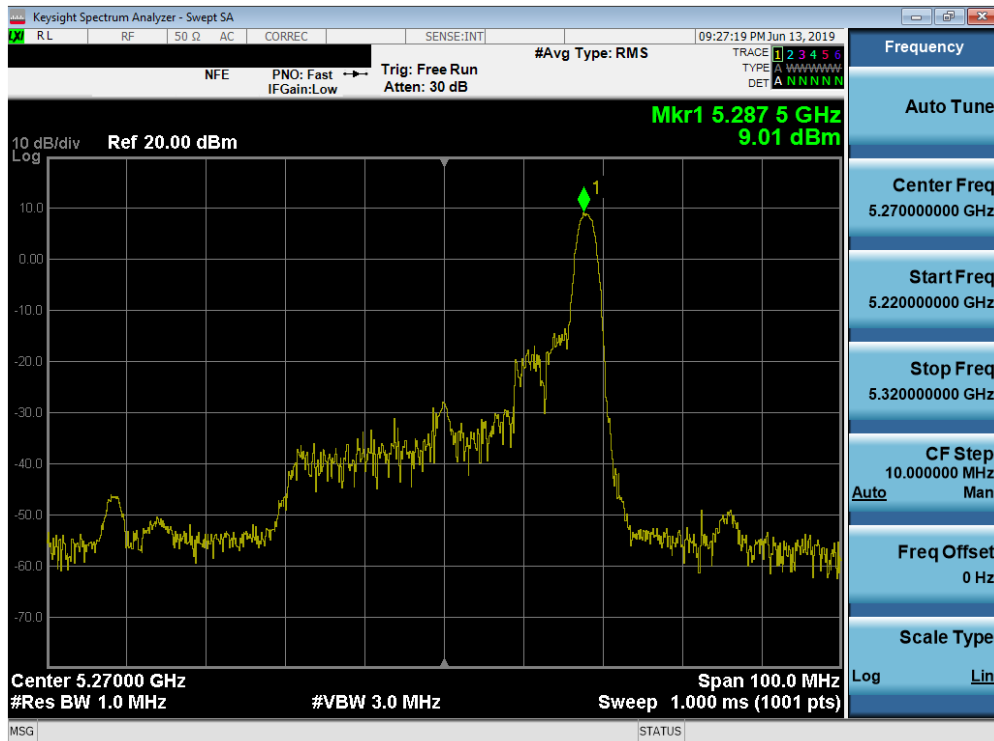 Keysight Spectrum Analyzer - Swept SA
LXI RL RF 50 Ω AC CORREC SENSE:INT 09:27:19 PM Jun 13, 2019
NFE PNO: Fast Trig: Free Run #Avg Type: RMS TRACE 1 2 3 4 5 6
IFGain:Low Atten: 30 dB TYPE A WWWWW
DET A N N N N N
Mkr1 5.287 5 GHz
9.01 dBm
10 dB/div Ref 20.00 dBm
Log
1
10.0
0.00
-10.0
-20.0
-30.0
-40.0
-50.0
-60.0
-70.0
Center 5.27000 GHz Span 100.0 MHz
#Res BW 1.0 MHz #VBW 3.0 MHz Sweep 1.000 ms (1001 pts)
MSG STATUS
Frequency
Auto Tune
Center Freq
5.270000000 GHz
Start Freq
5.220000000 GHz
Stop Freq
5.320000000 GHz
CF Step
10.000000 MHz
Auto Man
Freq Offset
0 Hz
Scale Type
Log Lin